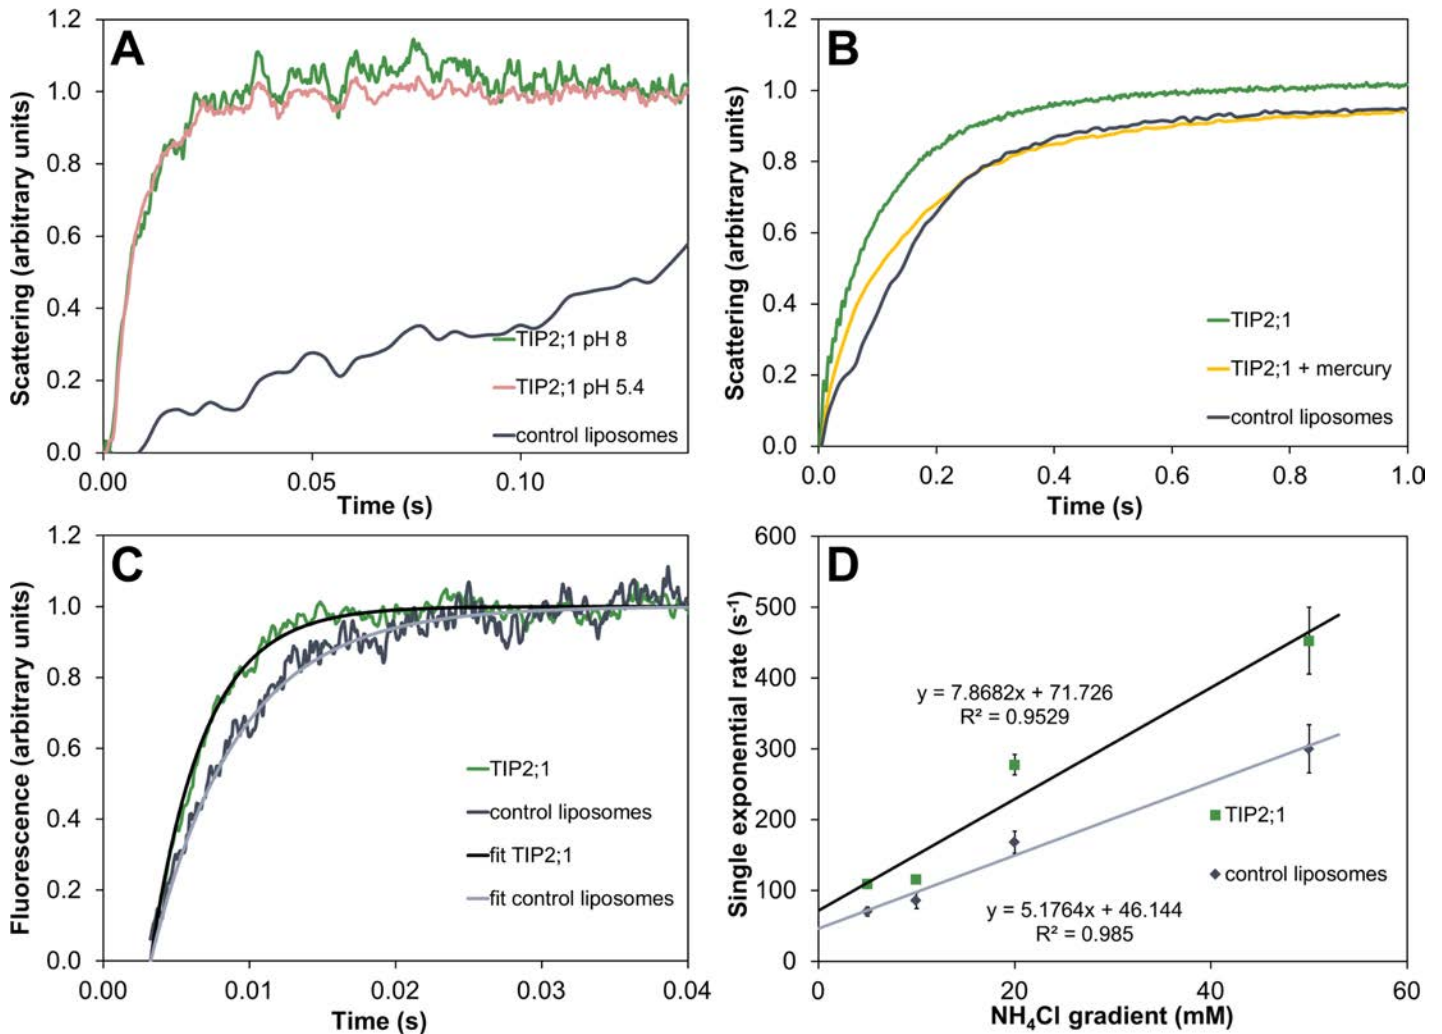 A
Scattering (arbitrary units)
1.2
1.0
0.8
0.6
0.4
0.2
0.0
TIP2;1 pH 8
TIP2;1 pH 5.4
control liposomes
0.00
0.05
0.10
Time (s)
B
Scattering (arbitrary units)
1.2
1.0
0.8
0.6
0.4
0.2
0.0
TIP2;1
TIP2;1 + mercury
control liposomes
0.0
0.2
0.4
0.6
0.8
1.0
Time (s)
C
Fluorescence (arbitrary units)
1.2
1.0
0.8
0.6
0.4
0.2
0.0
TIP2;1
control liposomes
fit TIP2;1
fit control liposomes
0.00
0.01
0.02
0.03
0.04
Time (s)
D
Single exponential rate (s⁻¹)
600
500
400
300
200
100
0
y = 7.8682x + 71.726
R² = 0.9529
TIP2;1
control liposomes
y = 5.1764x + 46.144
R² = 0.985
0
20
40
60
NH₄Cl gradient (mM)